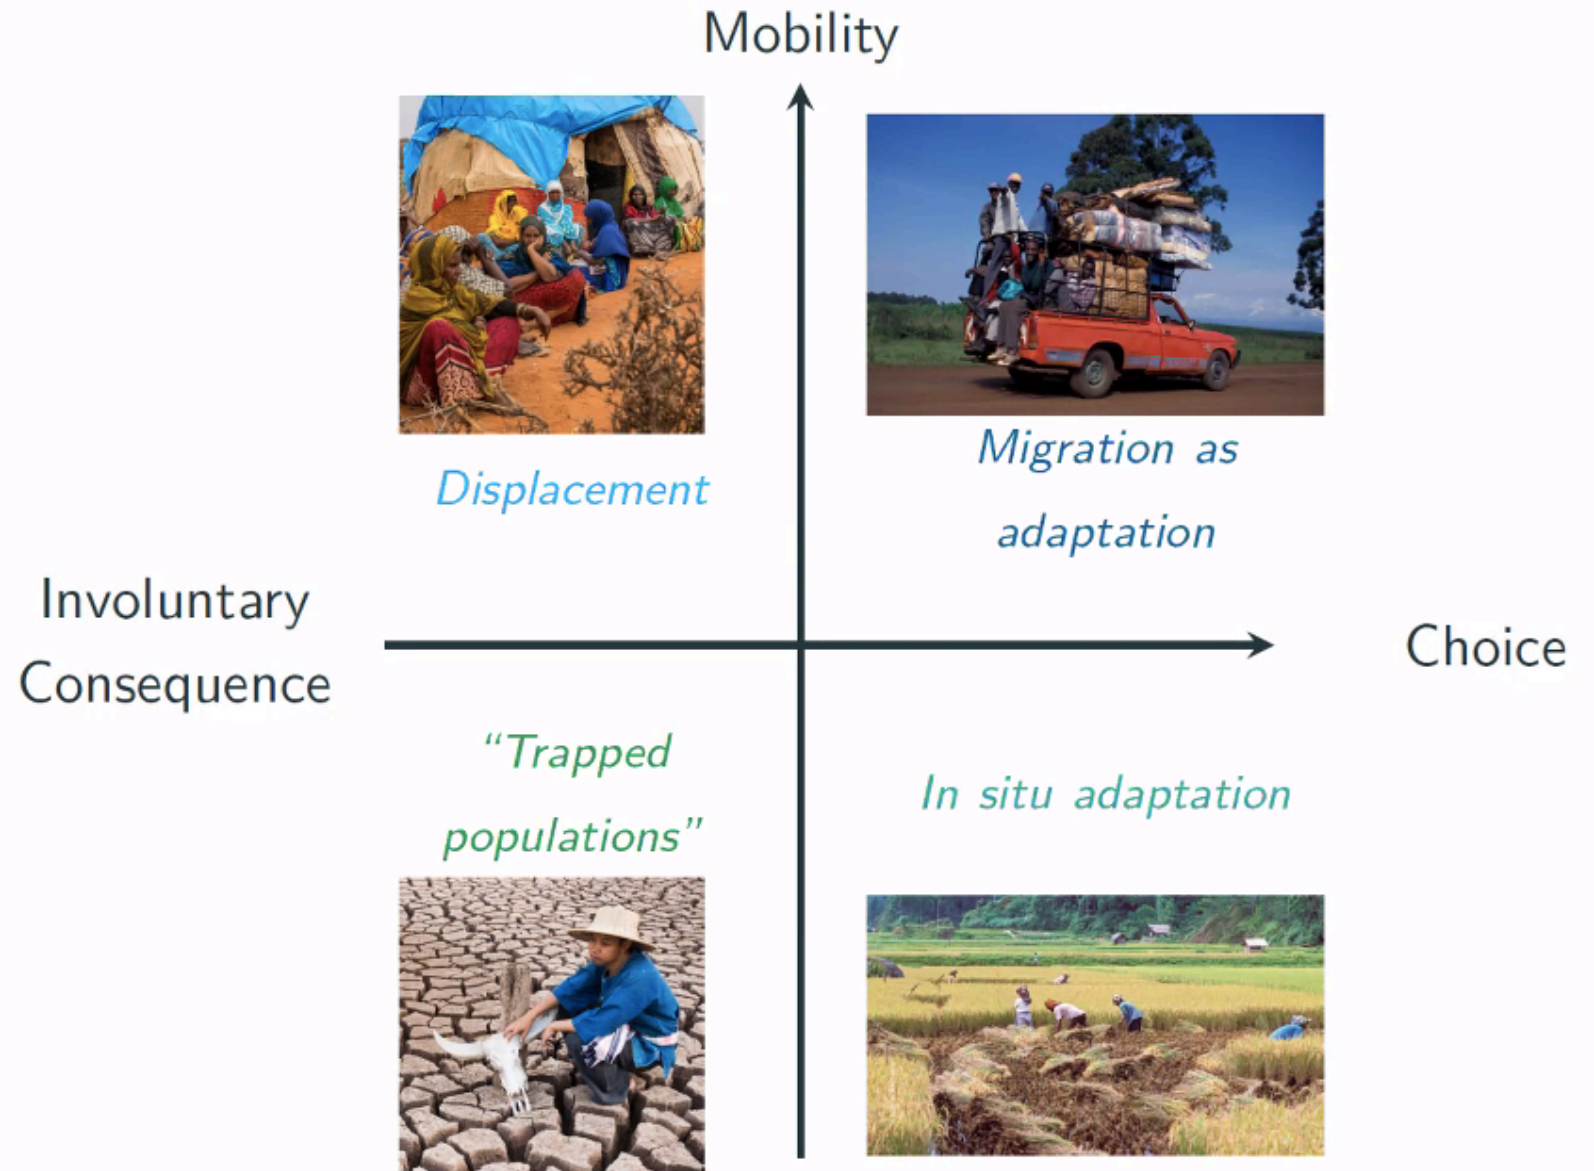 Mobility
Displacement
Migration as
adaptation
Involuntary
Consequence
Choice
“Trapped
populations”
In situ adaptation